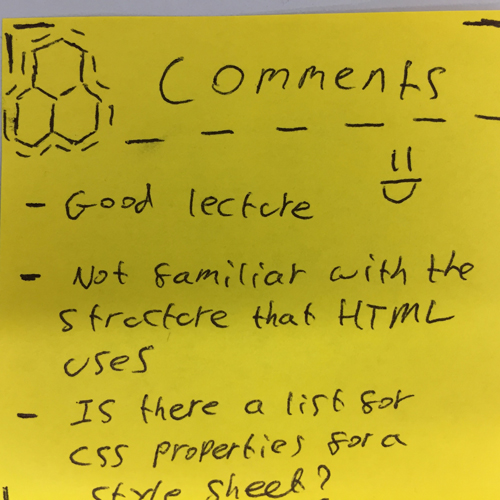 Comments
- Good lecture
- Not familiar with the
structure that HTML
uses
- Is there a list for
css properties for a
style sheet?